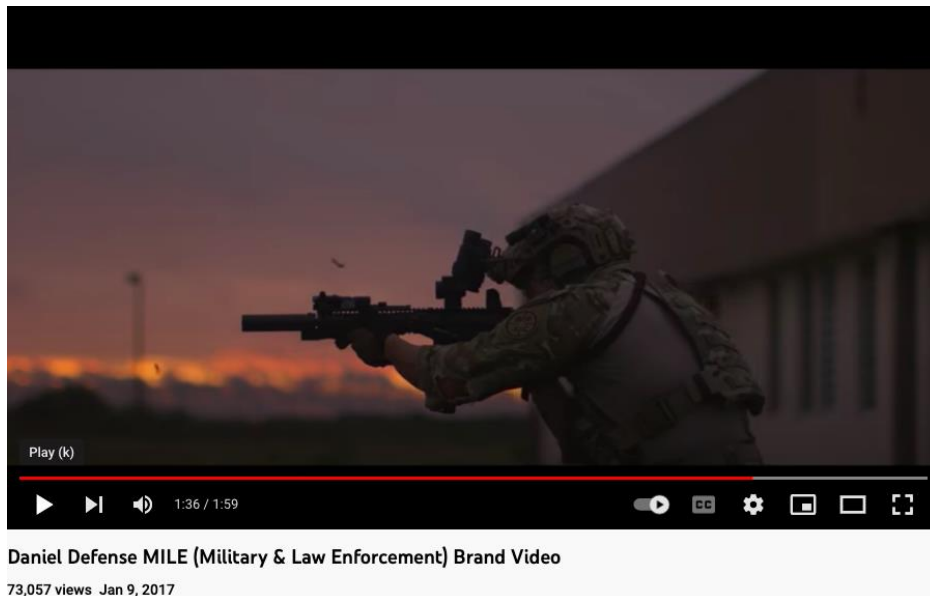 Play (k)
1:36 / 1:59
CC
Daniel Defense MILE (Military & Law Enforcement) Brand Video
73,057 views Jan 9, 2017